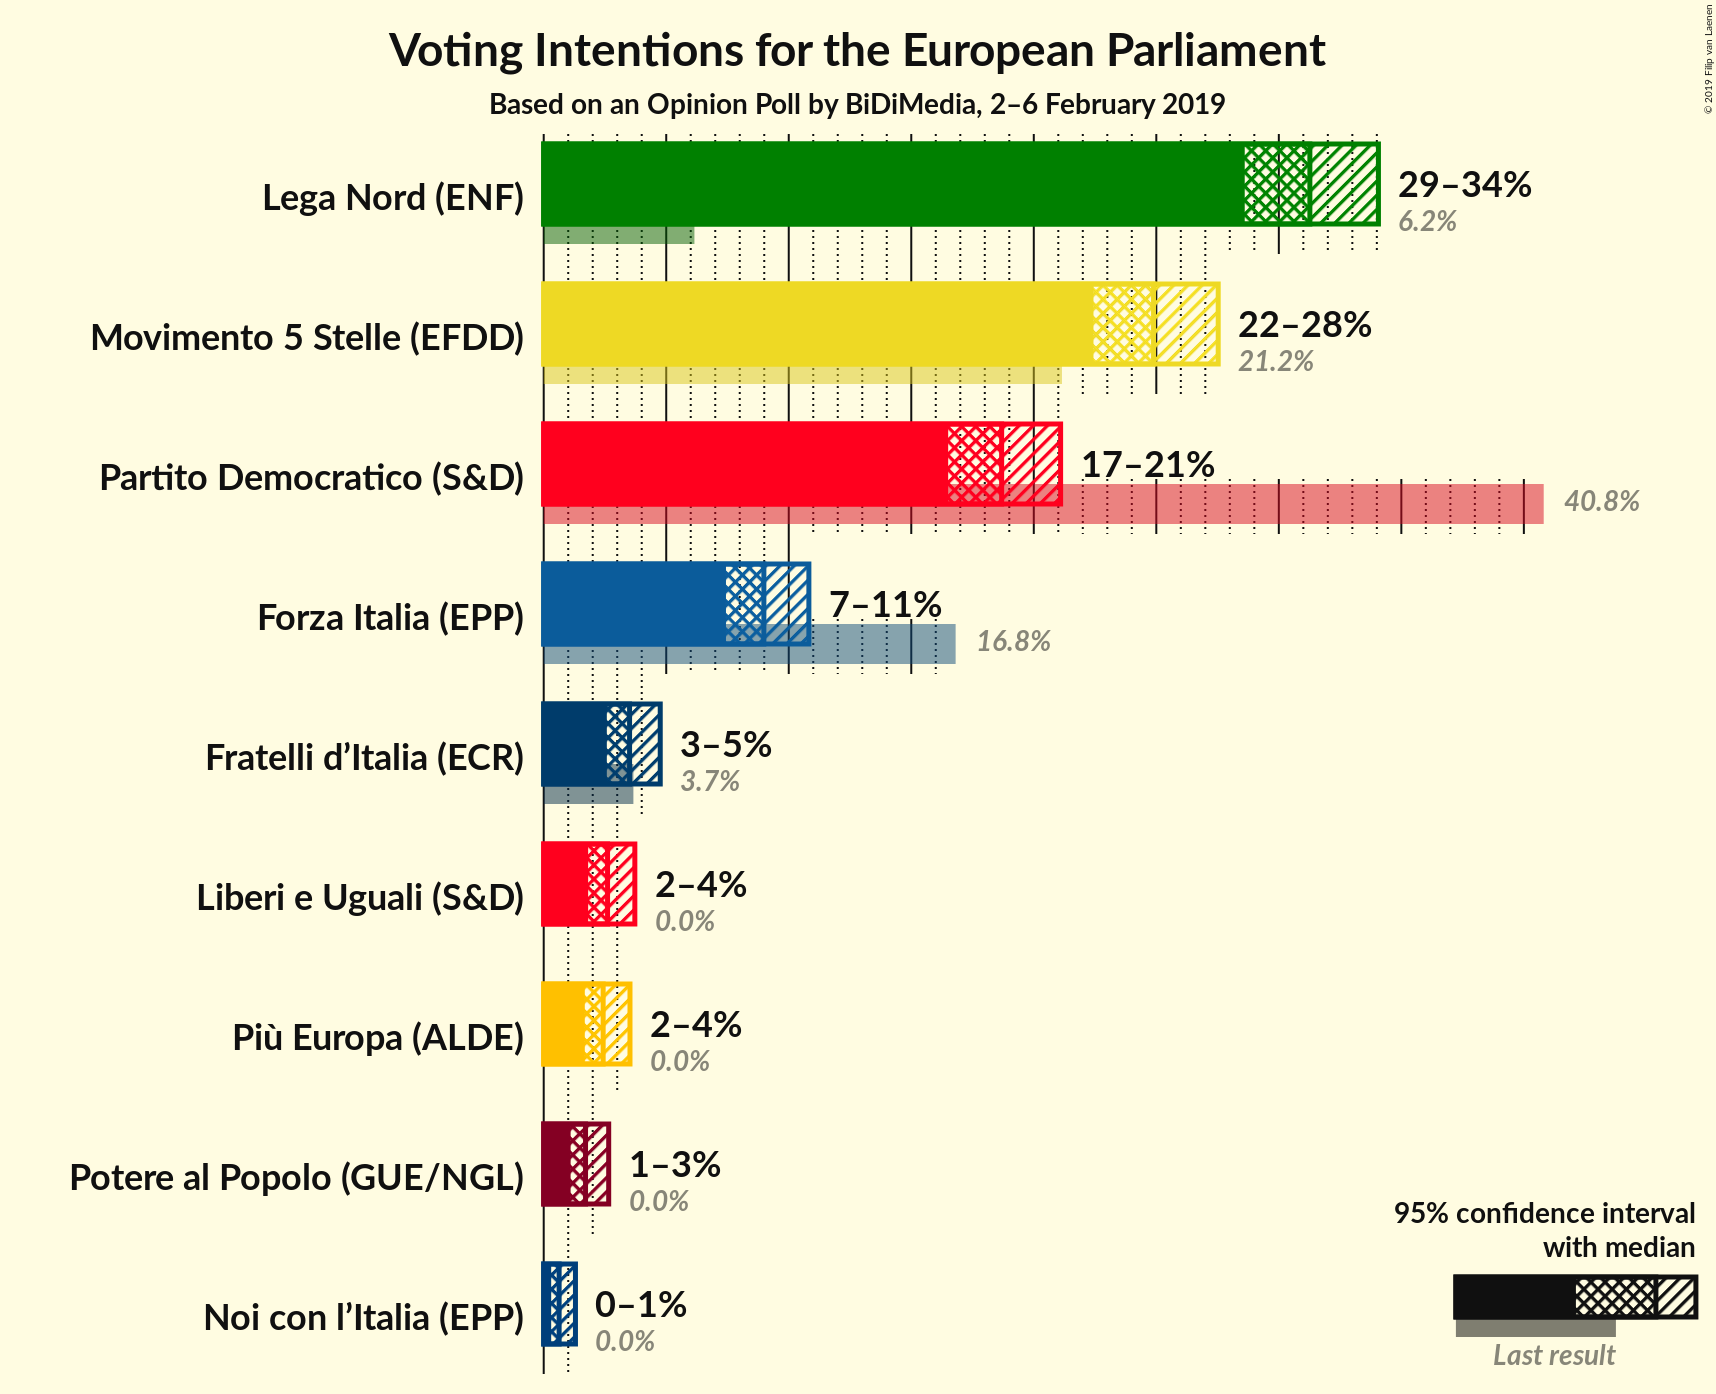 Voting Intentions for the European Parliament
Based on an Opinion Poll by BiDiMedia, 2–6 February 2019
© 2019 Filip van Laenen
Lega Nord (ENF)
29–34%
6.2%
Movimento 5 Stelle (EFDD)
22–28%
21.2%
Partito Democratico (S&D)
17–21%
40.8%
Forza Italia (EPP)
7–11%
16.8%
Fratelli d’Italia (ECR)
3–5%
3.7%
Liberi e Uguali (S&D)
2–4%
0.0%
Più Europa (ALDE)
2–4%
0.0%
Potere al Popolo (GUE/NGL)
1–3%
0.0%
Noi con l’Italia (EPP)
0–1%
0.0%
95% confidence interval
with median
Last result